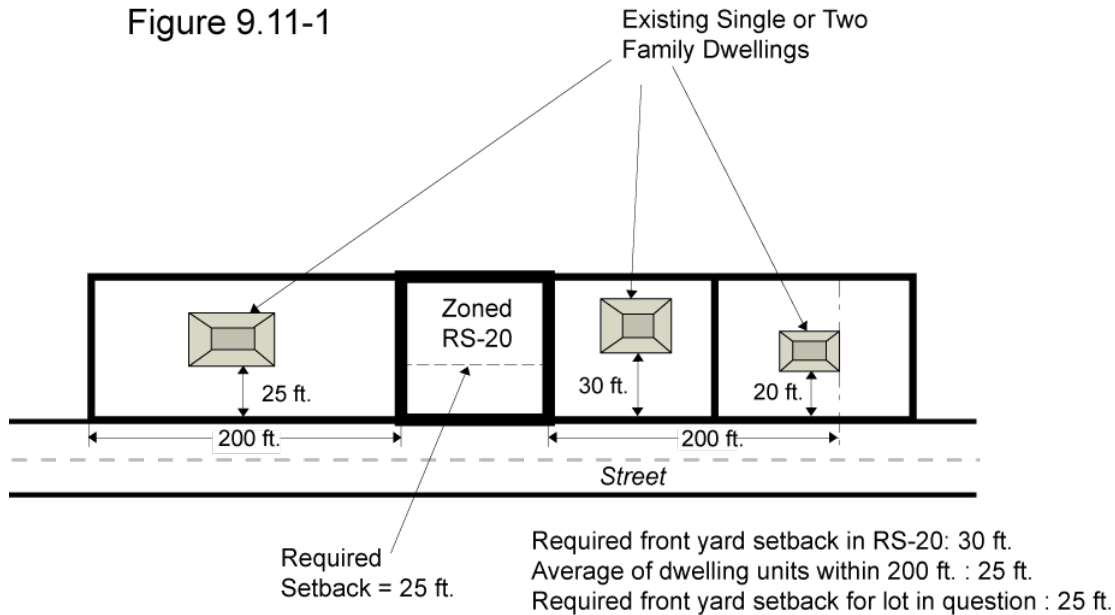 Figure 9.11-1
Existing Single or Two
Family Dwellings
Zoned
RS-20
25 ft.
30 ft.
20 ft.
200 ft.
200 ft.
Street
Required
Setback = 25 ft.
Required front yard setback in RS-20: 30 ft.
Average of dwelling units within 200 ft. : 25 ft.
Required front yard setback for lot in question : 25 ft.